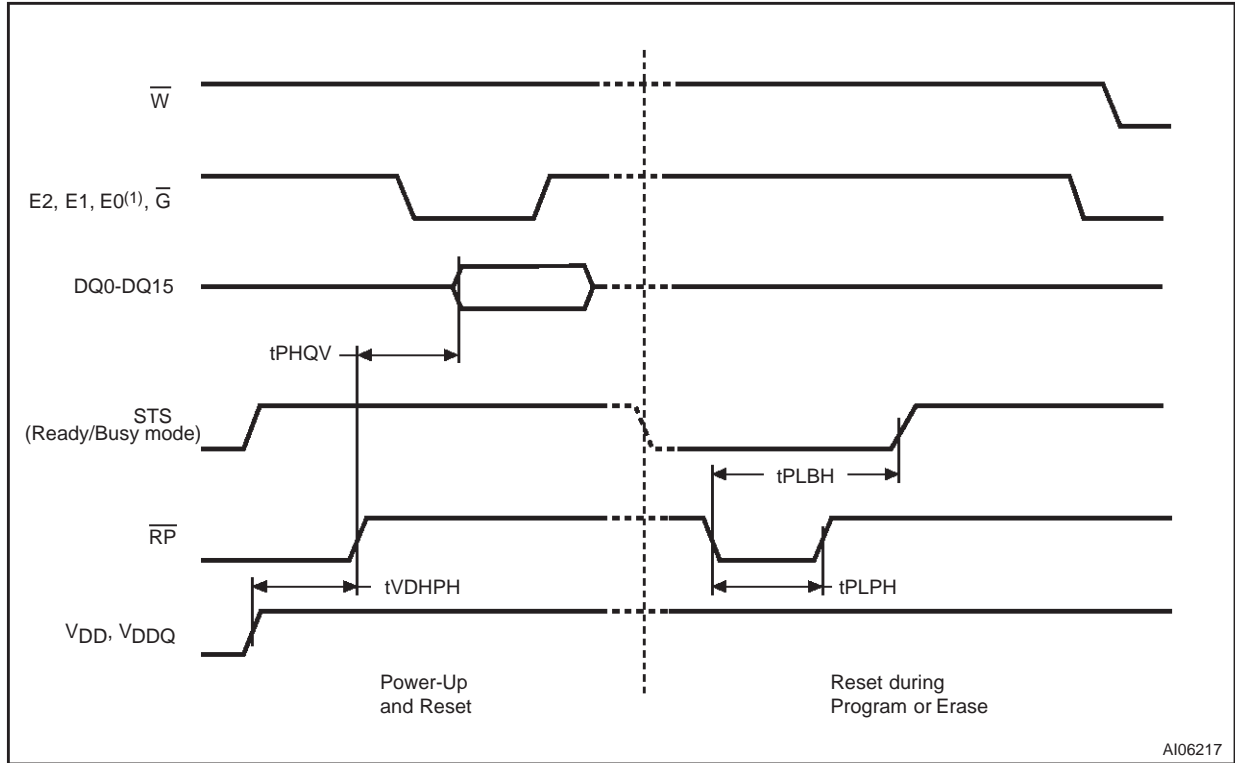 W̅
E2, E1, E0(1), G̅
DQ0-DQ15
tPHQV
STS
(Ready/Busy mode)
tPLBH
R̅P̅
tVDHPH
tPLPH
VDD, VDDQ
Power-Up
and Reset
Reset during
Program or Erase
AI06217